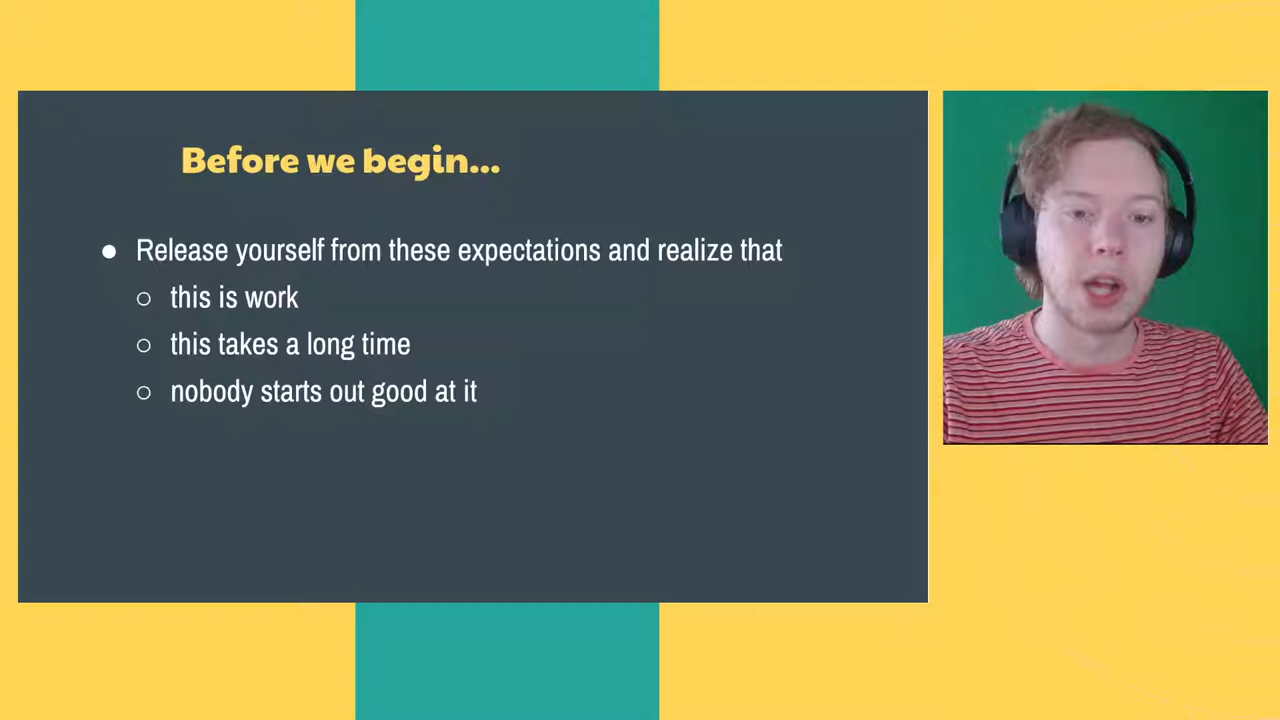 Before we begin...
● Release yourself from these expectations and realize that
○ this is work
○ this takes a long time
○ nobody starts out good at it